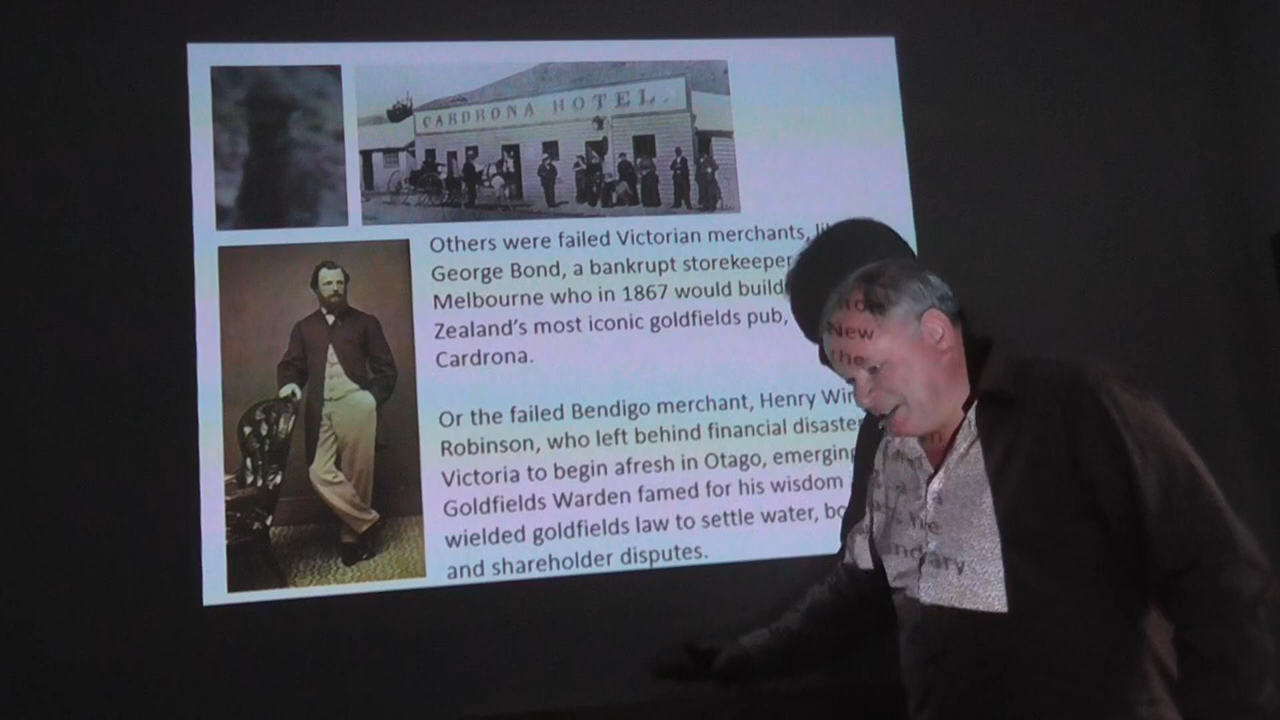 CARDRONA HOTEL.
Others were failed Victorian merchants,
George Bond, a bankrupt storekeeper
Melbourne who in 1867 would build New
Zealand's most iconic goldfields pub, the
Cardrona.
Or the failed Bendigo merchant, Henry
Robinson, who left behind financial disaster
Victoria to begin afresh in Otago, emerging
Goldfields Warden famed for his wisdom
wielded goldfields law to settle water,
and shareholder disputes.